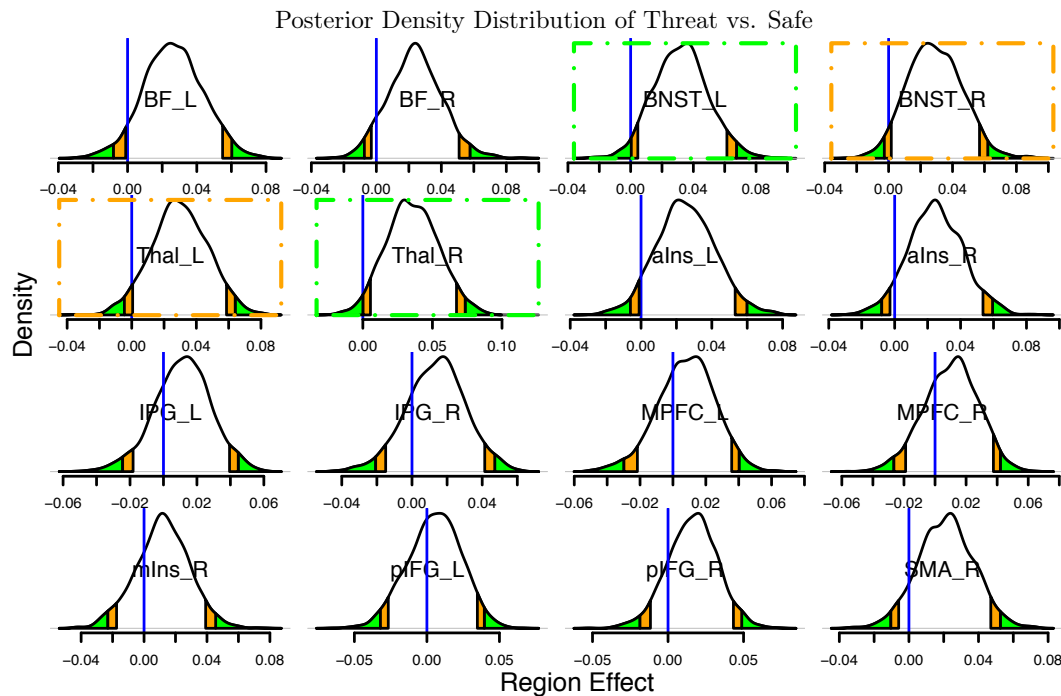 Posterior Density Distribution of Threat vs. Safe
BF_L BF_R BNST_L BNST_R
−0.04 0.00 0.04 0.08 −0.04 0.00 0.04 0.08 −0.04 0.00 0.04 0.08 −0.04 0.00 0.04 0.08
Thal_L Thal_R aIns_L aIns_R
−0.04 0.00 0.04 0.08 0.00 0.05 0.10 −0.04 0.00 0.04 0.08 −0.04 0.00 0.04 0.08
Density
IPG_L IPG_R MPFC_L MPFC_R
−0.06 −0.02 0.02 0.06 −0.04 0.00 0.04 −0.06 −0.02 0.02 0.06 −0.06 −0.02 0.02 0.06
mIns_R pIFG_L pIFG_R SMA_R
−0.04 0.00 0.04 0.08 −0.05 0.00 0.05 −0.05 0.00 0.05 −0.04 0.00 0.04 0.08
Region Effect